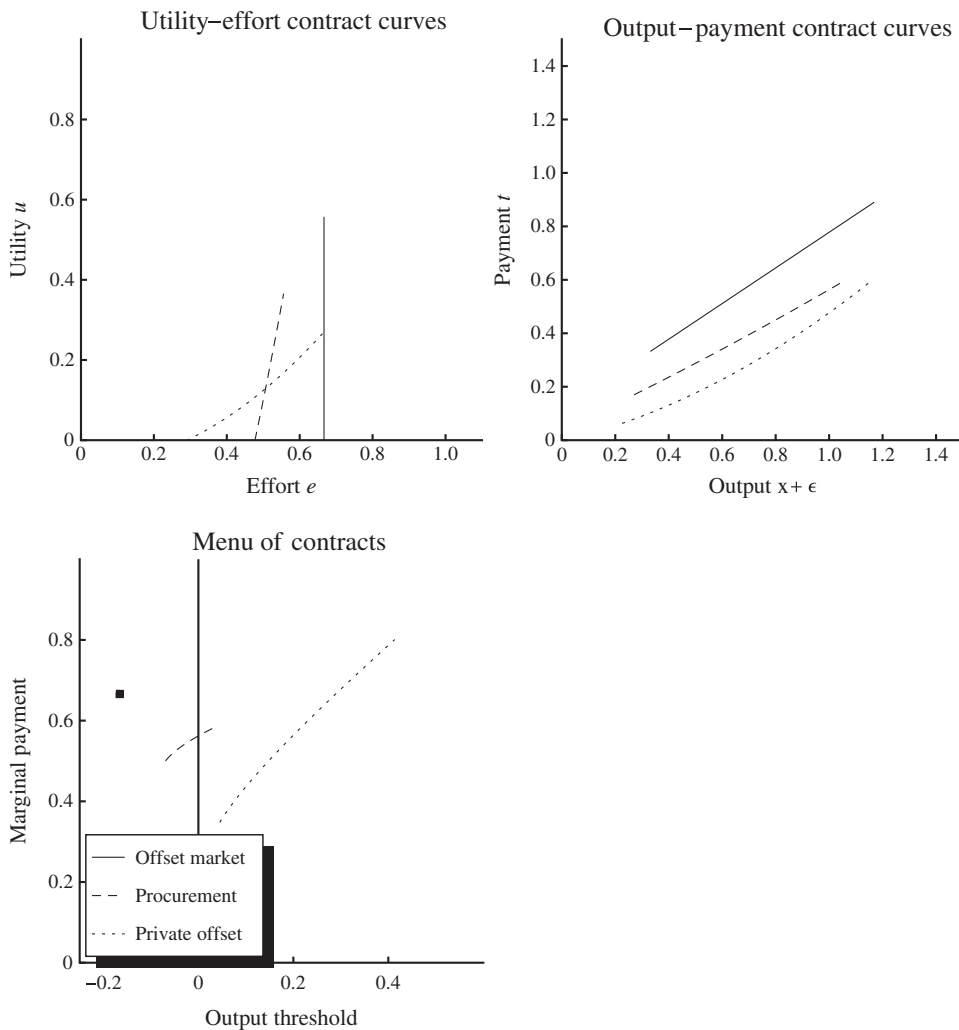 Utility−effort contract curves
0.8
0.6
0.4
0.2
0
Utility u
0 0.2 0.4 0.6 0.8 1.0
Effort e
Output−payment contract curves
1.4
1.2
1.0
0.8
0.6
0.4
0.2
0
Payment t
0 0.2 0.4 0.6 0.8 1.0 1.2 1.4
Output x+ ϵ
Menu of contracts
0.8
0.6
0.4
0.2
0
Marginal payment
Offset market
Procurement
Private offset
−0.2 0 0.2 0.4
Output threshold